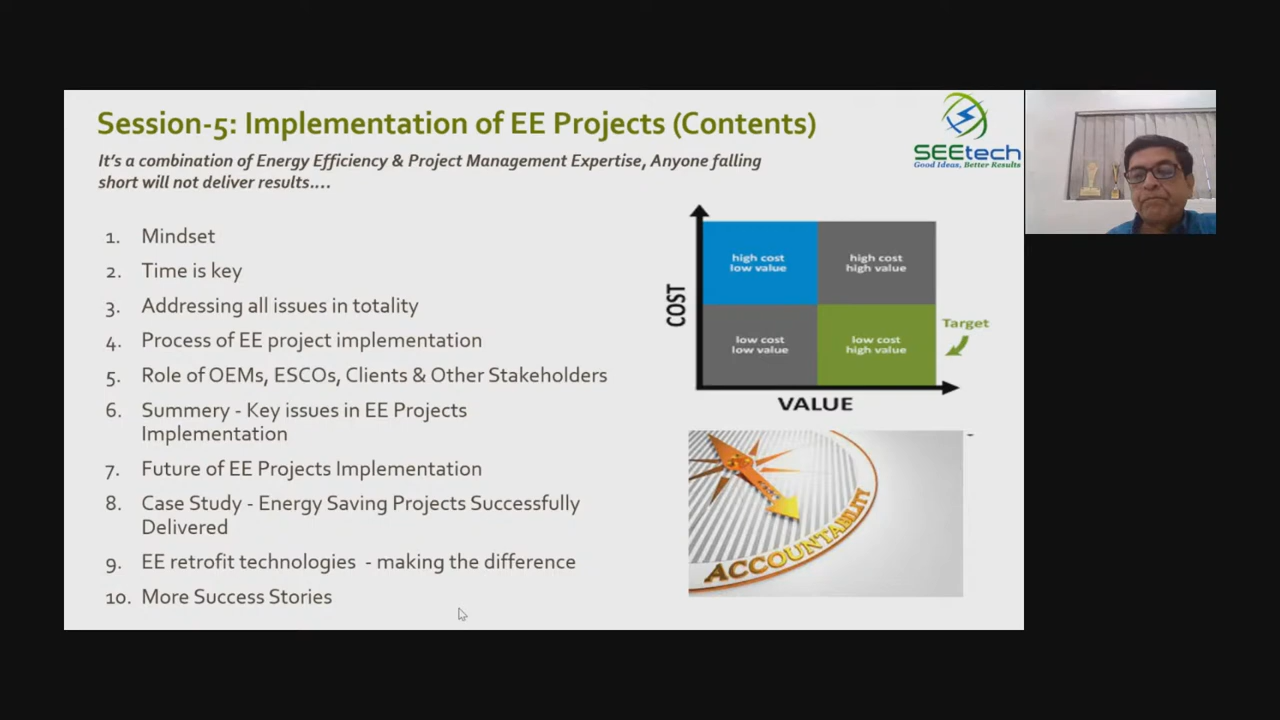 Session-5: Implementation of EE Projects (Contents)
It's a combination of Energy Efficiency & Project Management Expertise, Anyone falling
short will not deliver results....
SEEtech
Good Ideas, Better Results
1. Mindset
2. Time is key
3. Addressing all issues in totality
4. Process of EE project implementation
5. Role of OEMs, ESCOs, Clients & Other Stakeholders
6. Summery - Key issues in EE Projects
Implementation
7. Future of EE Projects Implementation
8. Case Study - Energy Saving Projects Successfully
Delivered
9. EE retrofit technologies - making the difference
10. More Success Stories
COST
high cost
low value
high cost
high value
low cost
low value
low cost
high value
Target
VALUE
ACCOUNTABILITY